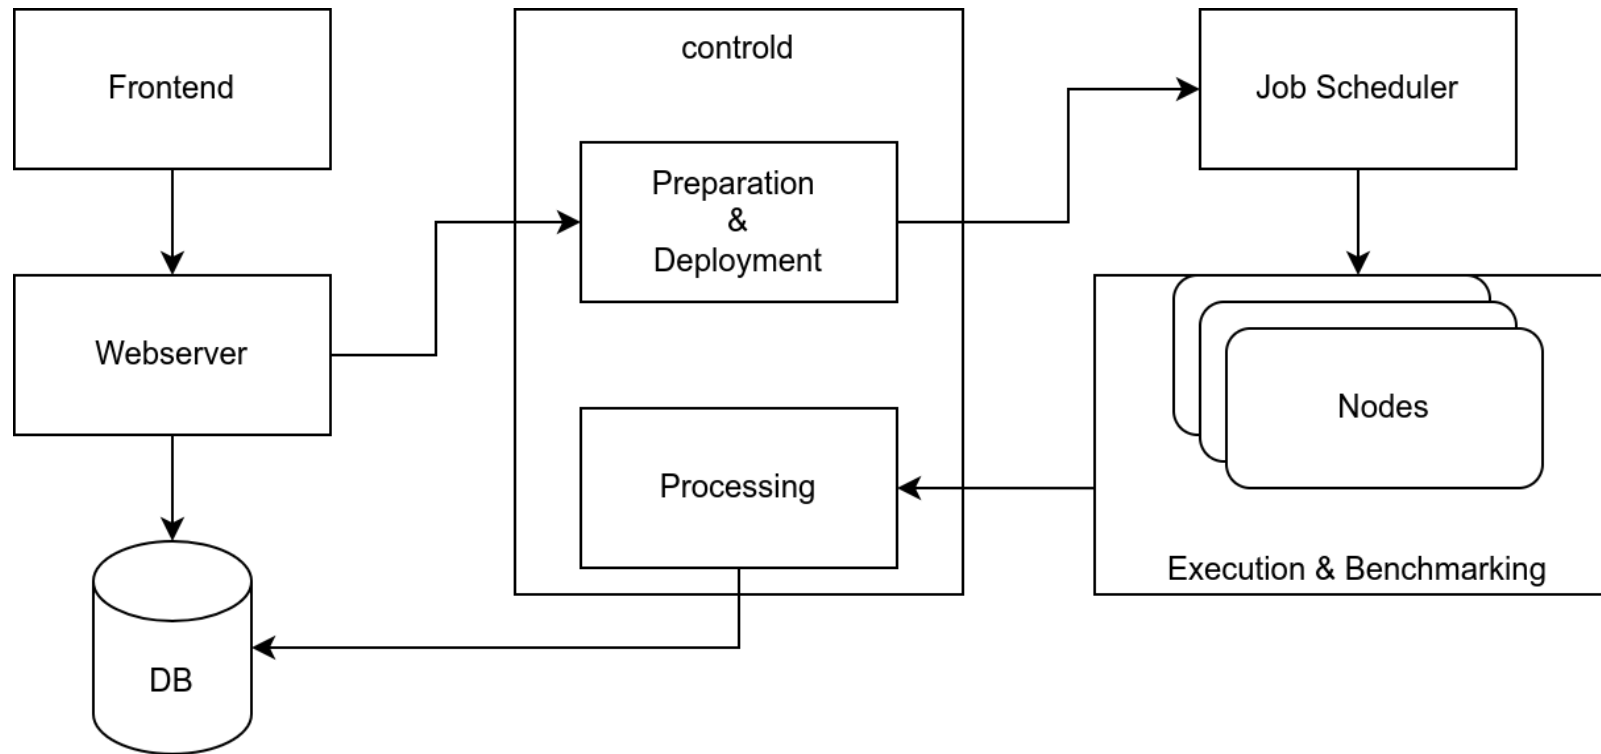 Frontend
controld
Job Scheduler
Preparation
&
Deployment
Webserver
Nodes
Processing
Execution & Benchmarking
DB